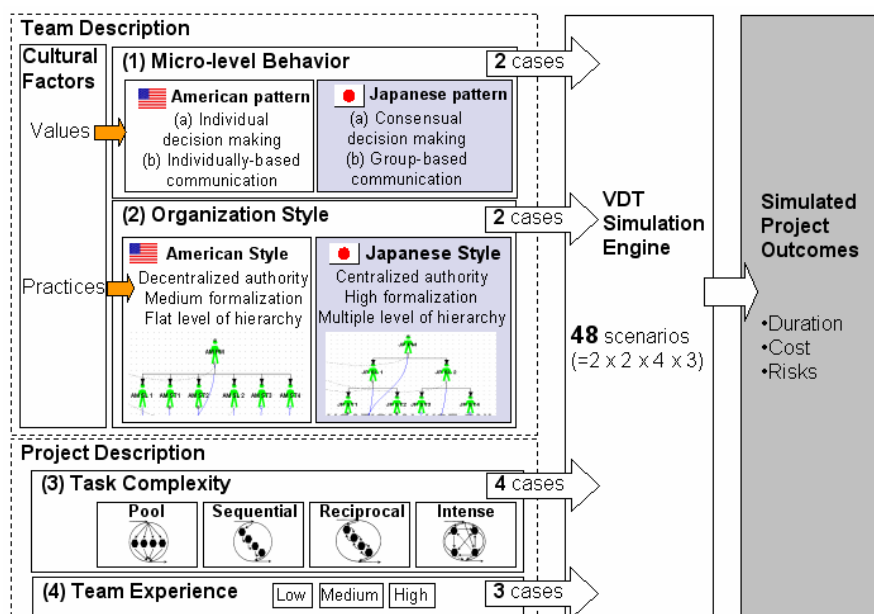 Team Description
Cultural
Factors
Values
Practices
(1) Micro-level Behavior
2 cases
American pattern
(a) Individual
decision making
(b) Individually-based
communication
Japanese pattern
(a) Consensual
decision making
(b) Group-based
communication
(2) Organization Style
2 cases
American Style
Decentralized authority
Medium formalization
Flat level of hierarchy
Japanese Style
Centralized authority
High formalization
Multiple level of hierarchy
Project Description
(3) Task Complexity
4 cases
Pool
Sequential
Reciprocal
Intense
(4) Team Experience
Low
Medium
High
3 cases
VDT
Simulation
Engine
48 scenarios
(=2 x 2 x 4 x 3)
Simulated
Project
Outcomes
•Duration
•Cost
•Risks